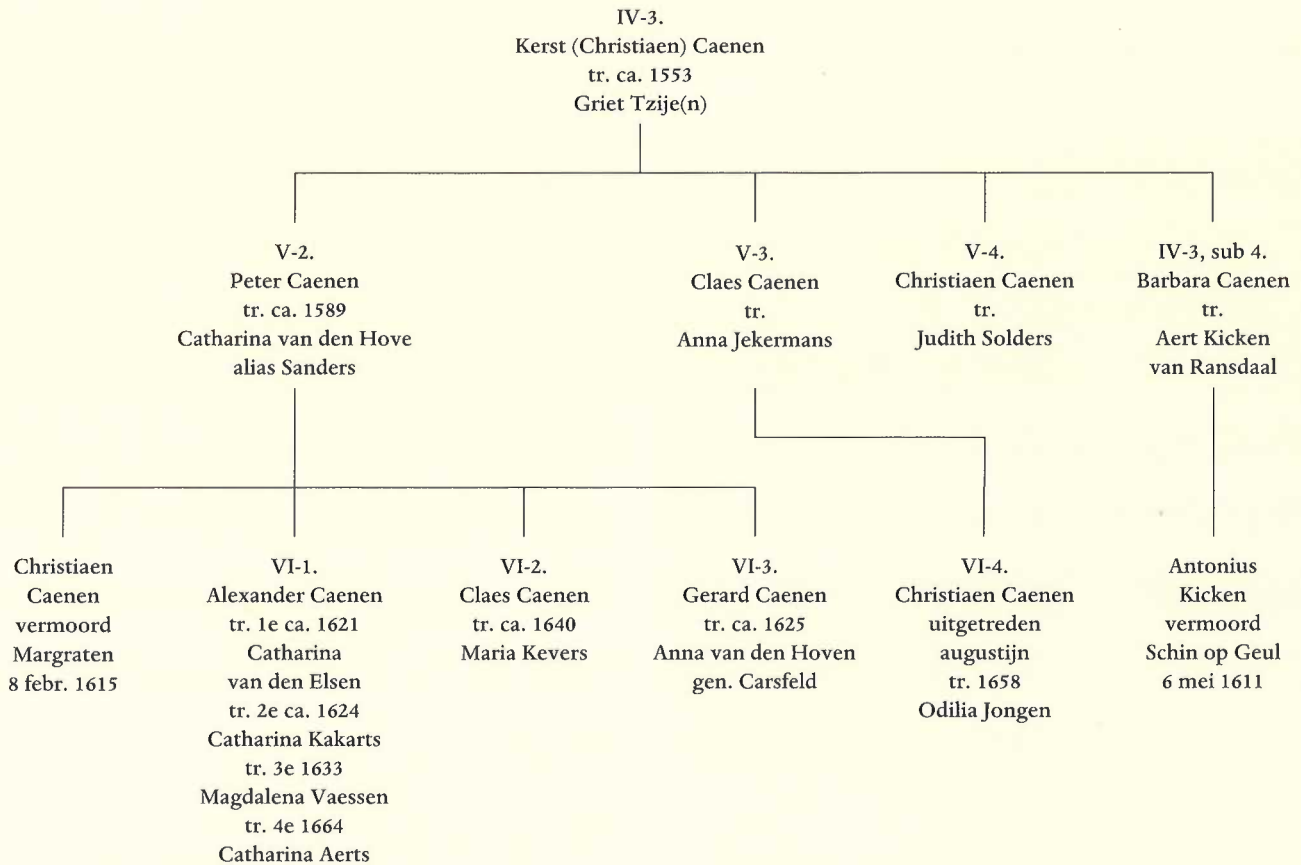 IV-3.
Kerst (Christiaen) Caenen
tr. ca. 1553
Griet Tzije(n)
V-2.
Peter Caenen
tr. ca. 1589
Catharina van den Hove
alias Sanders
V-3.
Claes Caenen
tr.
Anna Jekermans
V-4.
Christiaen Caenen
tr.
Judith Solders
IV-3, sub 4.
Barbara Caenen
tr.
Aert Kicken
van Ransdaal
Christiaen
Caenen
vermoord
Margraten
8 febr. 1615
VI-1.
Alexander Caenen
tr. 1e ca. 1621
Catharina
van den Elsen
tr. 2e ca. 1624
Catharina Kakarts
tr. 3e 1633
Magdalena Vaessen
tr. 4e 1664
Catharina Aerts
VI-2.
Claes Caenen
tr. ca. 1640
Maria Kevers
VI-3.
Gerard Caenen
tr. ca. 1625
Anna van den Hoven
gen. Carsfeld
VI-4.
Christiaen Caenen
uitgetreden
augustijn
tr. 1658
Odilia Jongen
Antonius
Kicken
vermoord
Schin op Geul
6 mei 1611